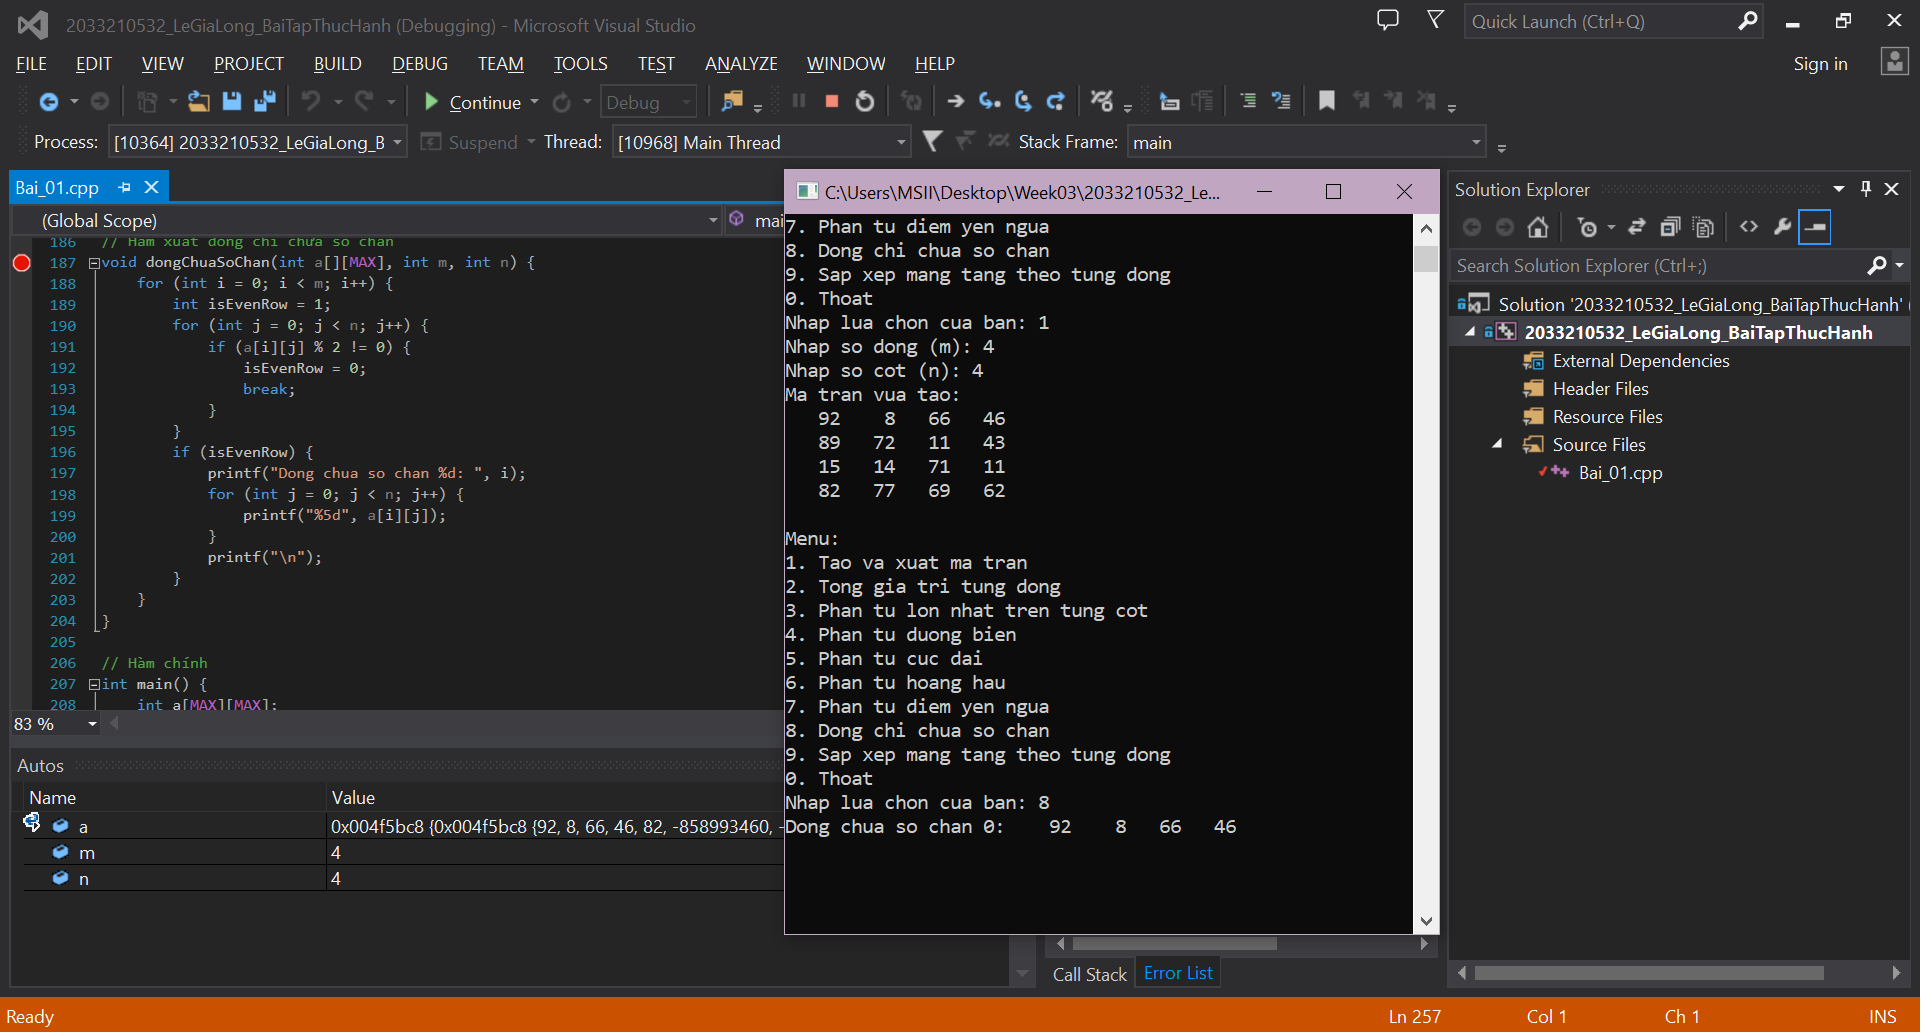 2033210532_LeGiaLong_BaiTapThucHanh (Debugging) - Microsoft Visual Studio
Quick Launch (Ctrl+Q)
FILE EDIT VIEW PROJECT BUILD DEBUG TEAM TOOLS TEST ANALYZE WINDOW HELP
Sign in
Continue
Debug
Process: [10364] 2033210532_LeGiaLong_B
Suspend
Thread: [10968] Main Thread
Stack Frame: main
Bai_01.cpp
(Global Scope)
186 // Hàm xuất dòng chỉ chứa số chẵn
187 void dongChuaSoChan(int a[][MAX], int m, int n) {
188 for (int i = 0; i < m; i++) {
189 int isEvenRow = 1;
190 for (int j = 0; j < n; j++) {
191 if (a[i][j] % 2 != 0) {
192 isEvenRow = 0;
193 break;
194 }
195 }
196 if (isEvenRow) {
197 printf("Dong chua so chan %d: ", i);
198 for (int j = 0; j < n; j++) {
199 printf("%5d", a[i][j]);
200 }
201 printf("\n");
202 }
203 }
204 }
205
206 // Hàm chính
207 int main() {
208 int a[MAX][MAX];
83 %
Autos
Name Value
a 0x004f5bc8 {0x004f5bc8 {92, 8, 66, 46, 82, -858993460, -
m 4
n 4
C:\Users\MSII\Desktop\Week03\2033210532_Le...
7. Phan tu diem yen ngua
8. Dong chi chua so chan
9. Sap xep mang tang theo tung dong
0. Thoat
Nhap lua chon cua ban: 1
Nhap so dong (m): 4
Nhap so cot (n): 4
Ma tran vua tao:
92 8 66 46
89 72 11 43
15 14 71 11
82 77 69 62
Menu:
1. Tao va xuat ma tran
2. Tong gia tri tung dong
3. Phan tu lon nhat tren tung cot
4. Phan tu duong bien
5. Phan tu cuc dai
6. Phan tu hoang hau
7. Phan tu diem yen ngua
8. Dong chi chua so chan
9. Sap xep mang tang theo tung dong
0. Thoat
Nhap lua chon cua ban: 8
Dong chua so chan 0: 92 8 66 46
Call Stack
Error List
Solution Explorer
Search Solution Explorer (Ctrl+;)
Solution '2033210532_LeGiaLong_BaiTapThucHanh' (
2033210532_LeGiaLong_BaiTapThucHanh
External Dependencies
Header Files
Resource Files
Source Files
Bai_01.cpp
Ready
Ln 257
Col 1
Ch 1
INS